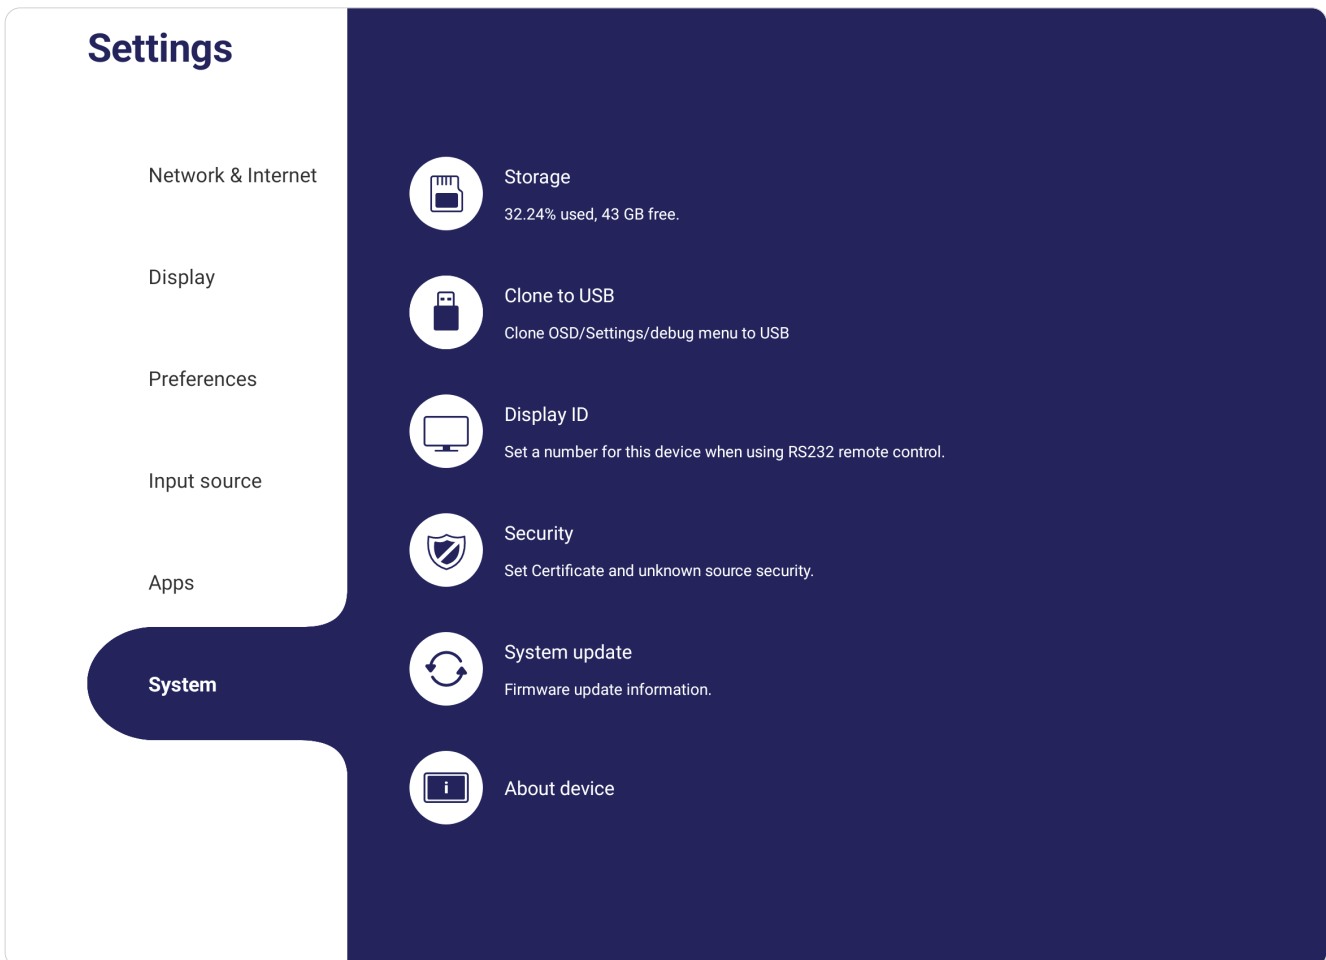 Settings
Network & Internet
Display
Preferences
Input source
Apps
System
Storage
32.24% used, 43 GB free.
Clone to USB
Clone OSD/Settings/debug menu to USB
Display ID
Set a number for this device when using RS232 remote control.
Security
Set Certificate and unknown source security.
System update
Firmware update information.
i
About device